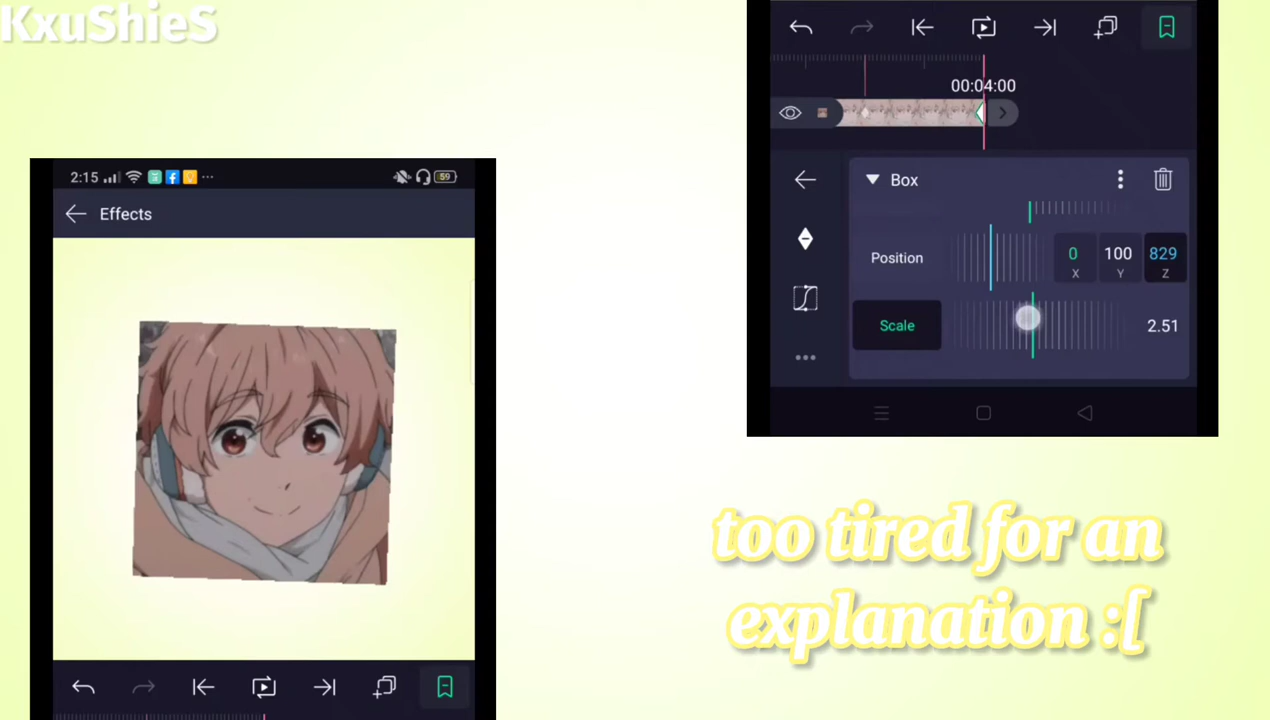 KxuShieS
2:15
59
Effects
00:04:00
Box
Position
0
100
829
X
Y
Z
Scale
2.51
too tired for an
explanation :[